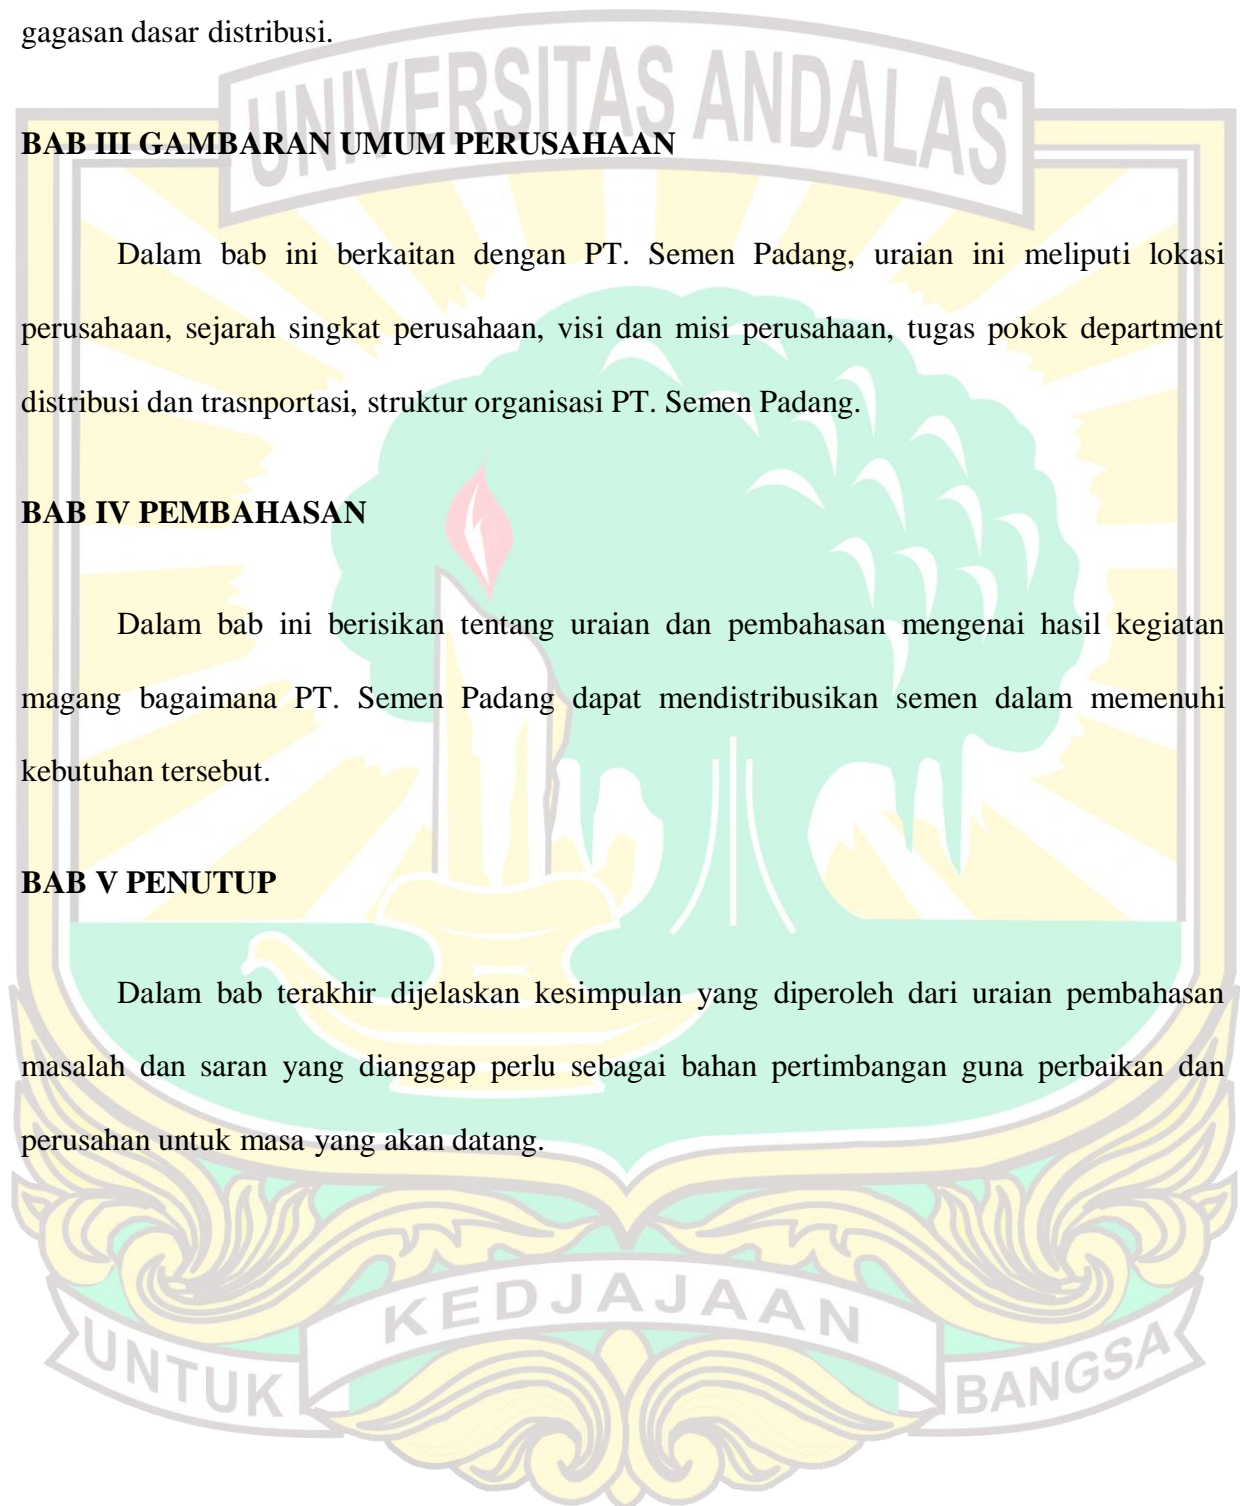 gagasan dasar distribusi.
UNIVERSITAS ANDALAS
BAB III GAMBARAN UMUM PERUSAHAAN
Dalam bab ini berkaitan dengan PT. Semen Padang, uraian ini meliputi lokasi
perusahaan, sejarah singkat perusahaan, visi dan misi perusahaan, tugas pokok department
distribusi dan trasnportasi, struktur organisasi PT. Semen Padang.
BAB IV PEMBAHASAN
Dalam bab ini berisikan tentang uraian dan pembahasan mengenai hasil kegiatan
magang bagaimana PT. Semen Padang dapat mendistribusikan semen dalam memenuhi
kebutuhan tersebut.
BAB V PENUTUP
Dalam bab terakhir dijelaskan kesimpulan yang diperoleh dari uraian pembahasan
masalah dan saran yang dianggap perlu sebagai bahan pertimbangan guna perbaikan dan
perusahan untuk masa yang akan datang.
UNTUK KEDJAJAAN BANGSA